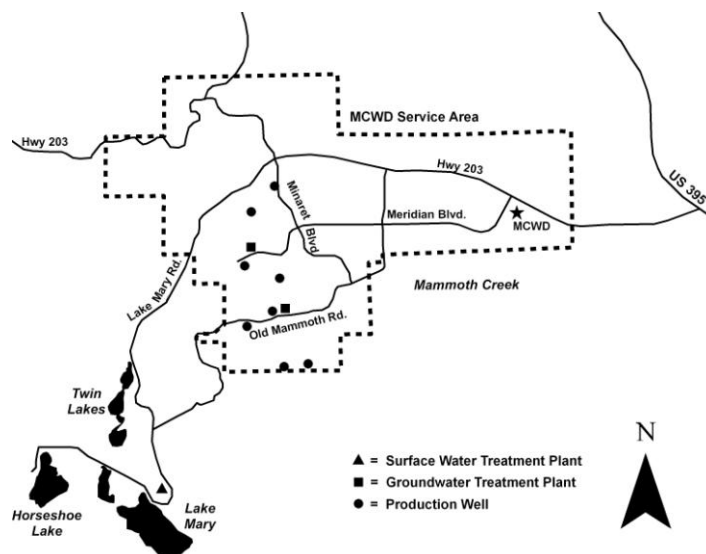 MCWD Service Area
Hwy 203
Hwy 203
US 395
Minaret Blvd
Meridian Blvd.
MCWD
Lake Mary Rd.
Mammoth Creek
Old Mammoth Rd.
Twin
Lakes
N
▲ = Surface Water Treatment Plant
■ = Groundwater Treatment Plant
● = Production Well
Horseshoe
Lake
Lake
Mary